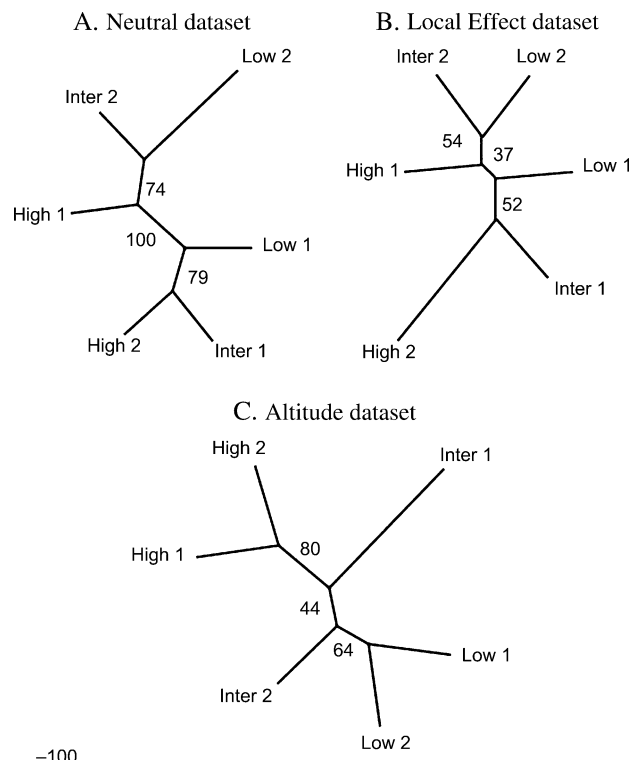 A. Neutral dataset
Low 2
Inter 2
74
High 1
100
Low 1
79
High 2
Inter 1
B. Local Effect dataset
Inter 2
Low 2
54
37
High 1
Low 1
52
Inter 1
High 2
C. Altitude dataset
High 2
Inter 1
80
High 1
44
64
Low 1
Inter 2
Low 2
–100